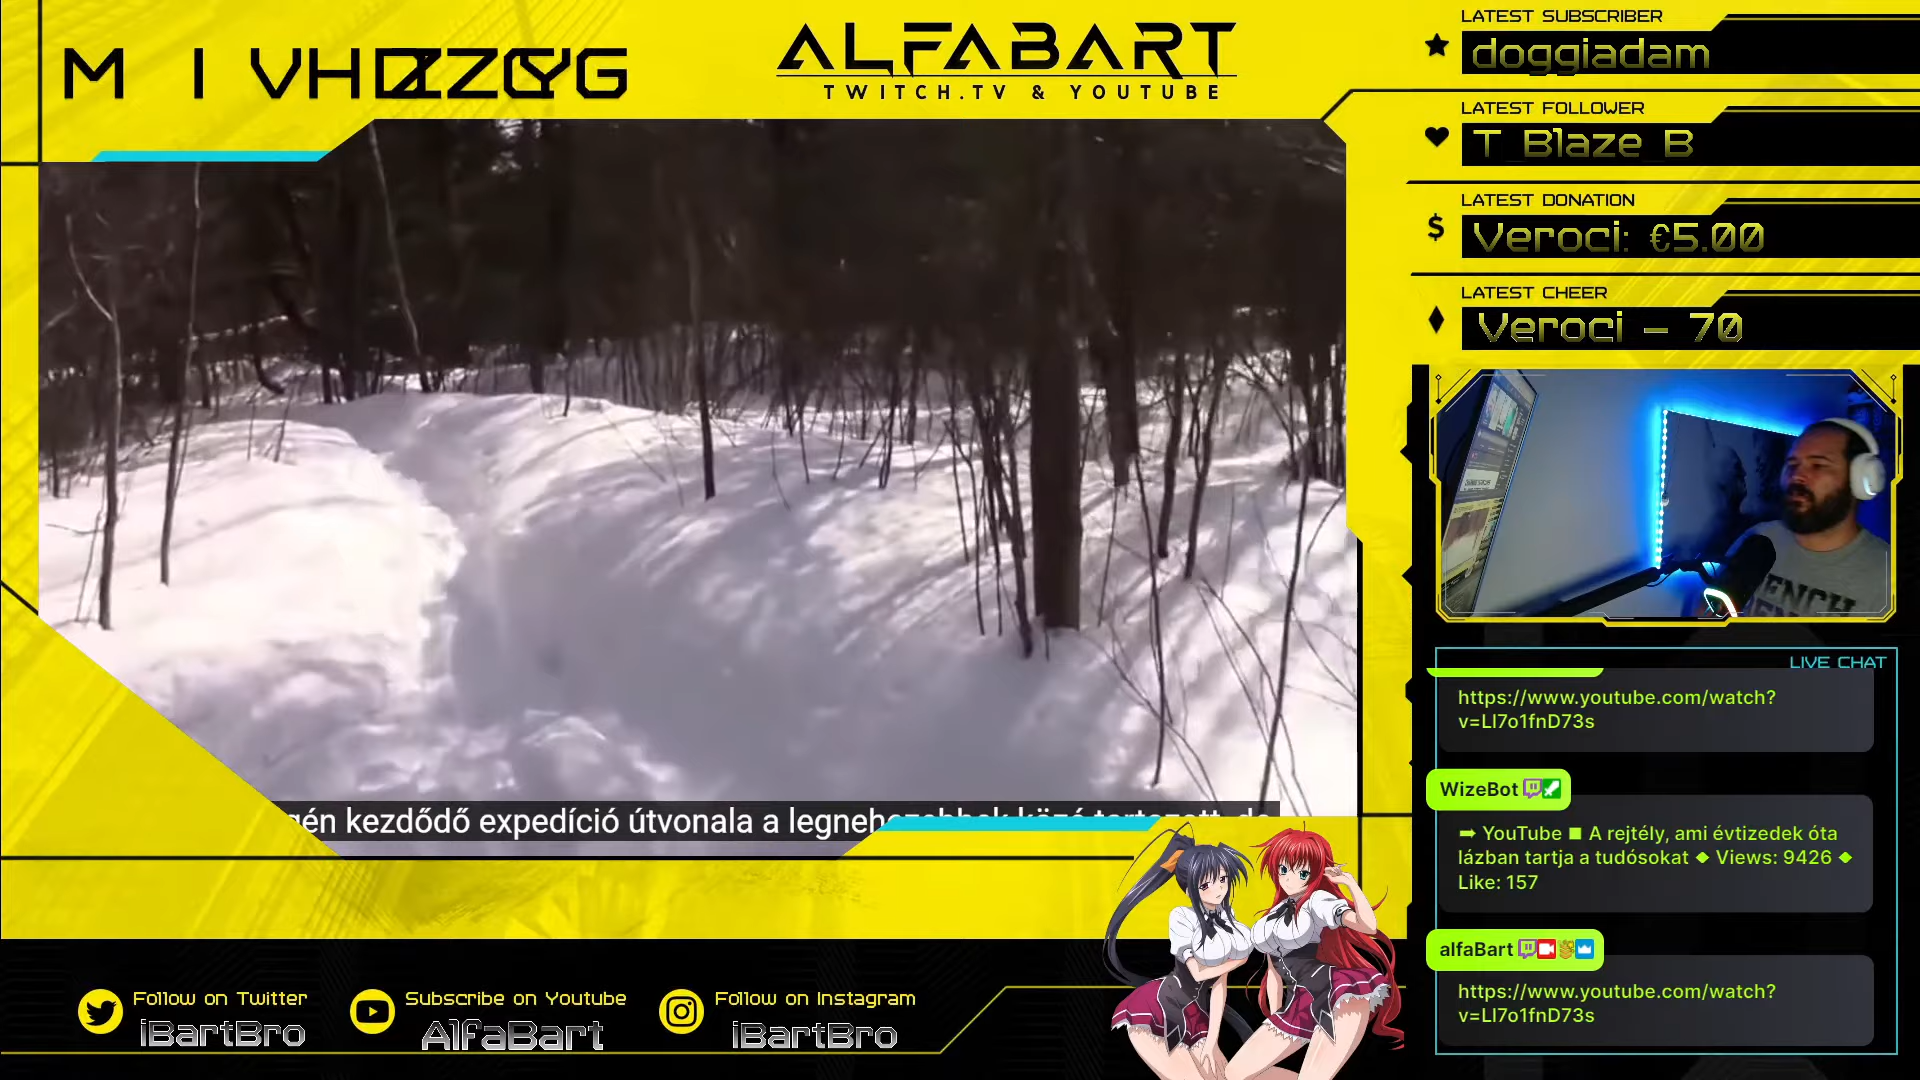 ALFABART
TWITCH.TV & YOUTUBE
LATEST SUBSCRIBER
doggiadam
LATEST FOLLOWER
T Blaze B
LATEST DONATION
Veroci: €5.00
LATEST CHEER
Veroci - 70
LIVE CHAT
https://www.youtube.com/watch?
v=LI7o1fnD73s
WizeBot
➡ YouTube ■ A rejtély, ami évtizedek óta
lázban tartja a tudósokat ◆ Views: 9426 ◆
Like: 157
alfaBart
https://www.youtube.com/watch?
v=LI7o1fnD73s
kezdődő expedíció útvonala a
Follow on Twitter
iBartBro
Subscribe on Youtube
AlfaBart
Follow on Instagram
iBartBro